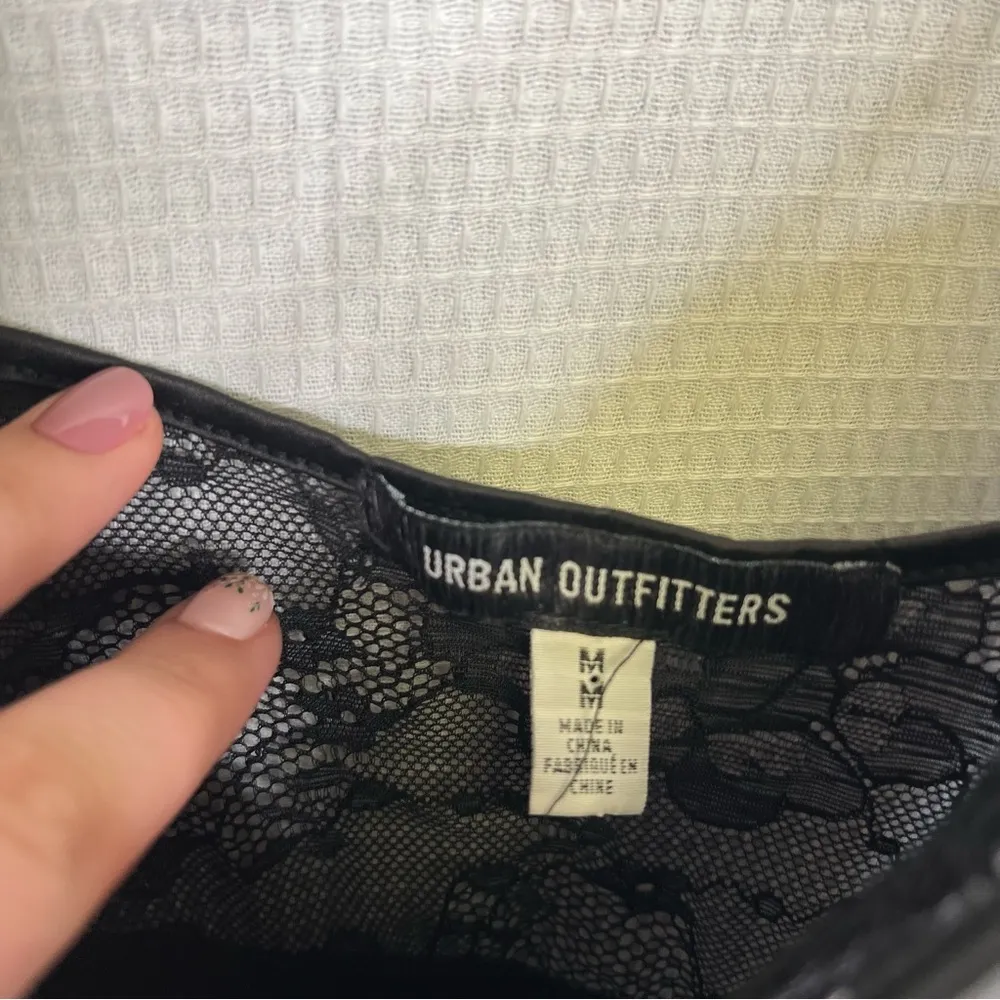 URBAN OUTFITTERS
M
M
MADE IN
CHINA
FABRIQUÉ EN
CHINE